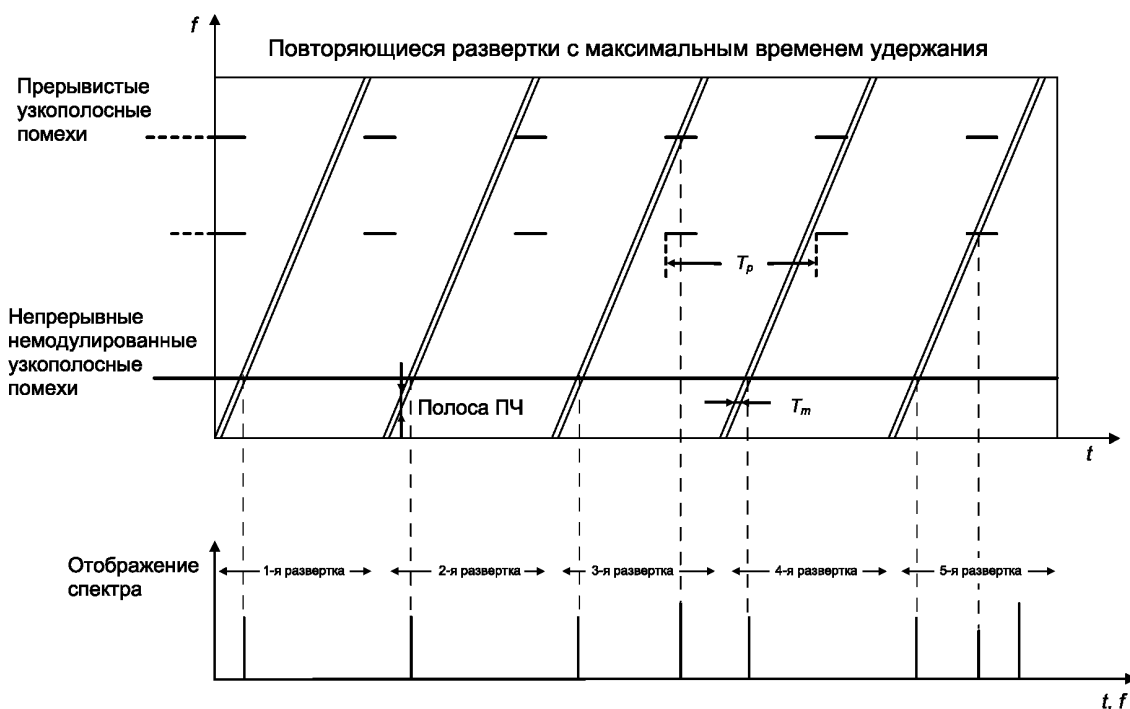 f
Повторяющиеся развертки с максимальным временем удержания
Прерывистые
узкополосные
помехи
Tp
Непрерывные
немодулированные
узкополосные
помехи
Полоса ПЧ
Tm
t
Отображение
спектра
1-я развертка
2-я развертка
3-я развертка
4-я развертка
5-я развертка
t, f